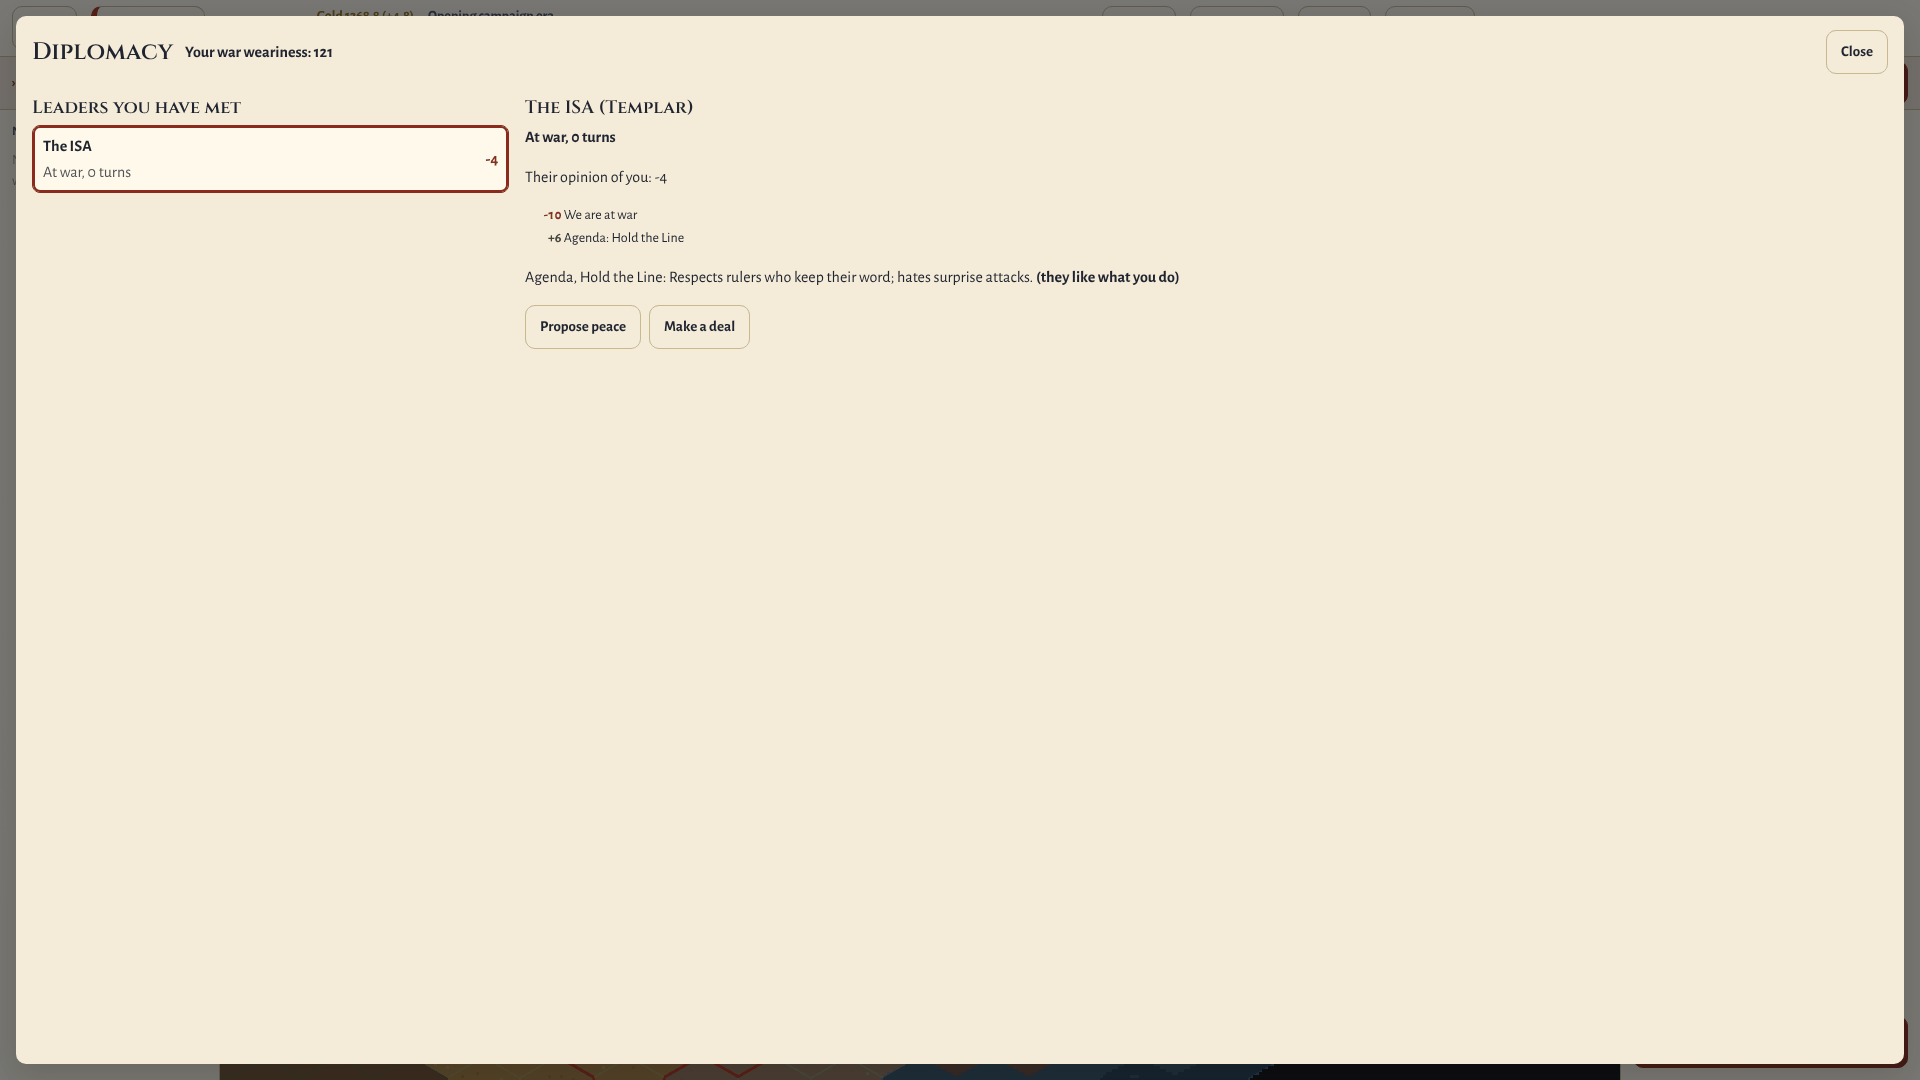 Diplomacy Your war weariness: 121
Close
Leaders you have met
The ISA
At war, 0 turns
-4
The ISA (Templar)
At war, 0 turns
Their opinion of you: -4
-10 We are at war
+6 Agenda: Hold the Line
Agenda, Hold the Line: Respects rulers who keep their word; hates surprise attacks. (they like what you do)
Propose peace
Make a deal